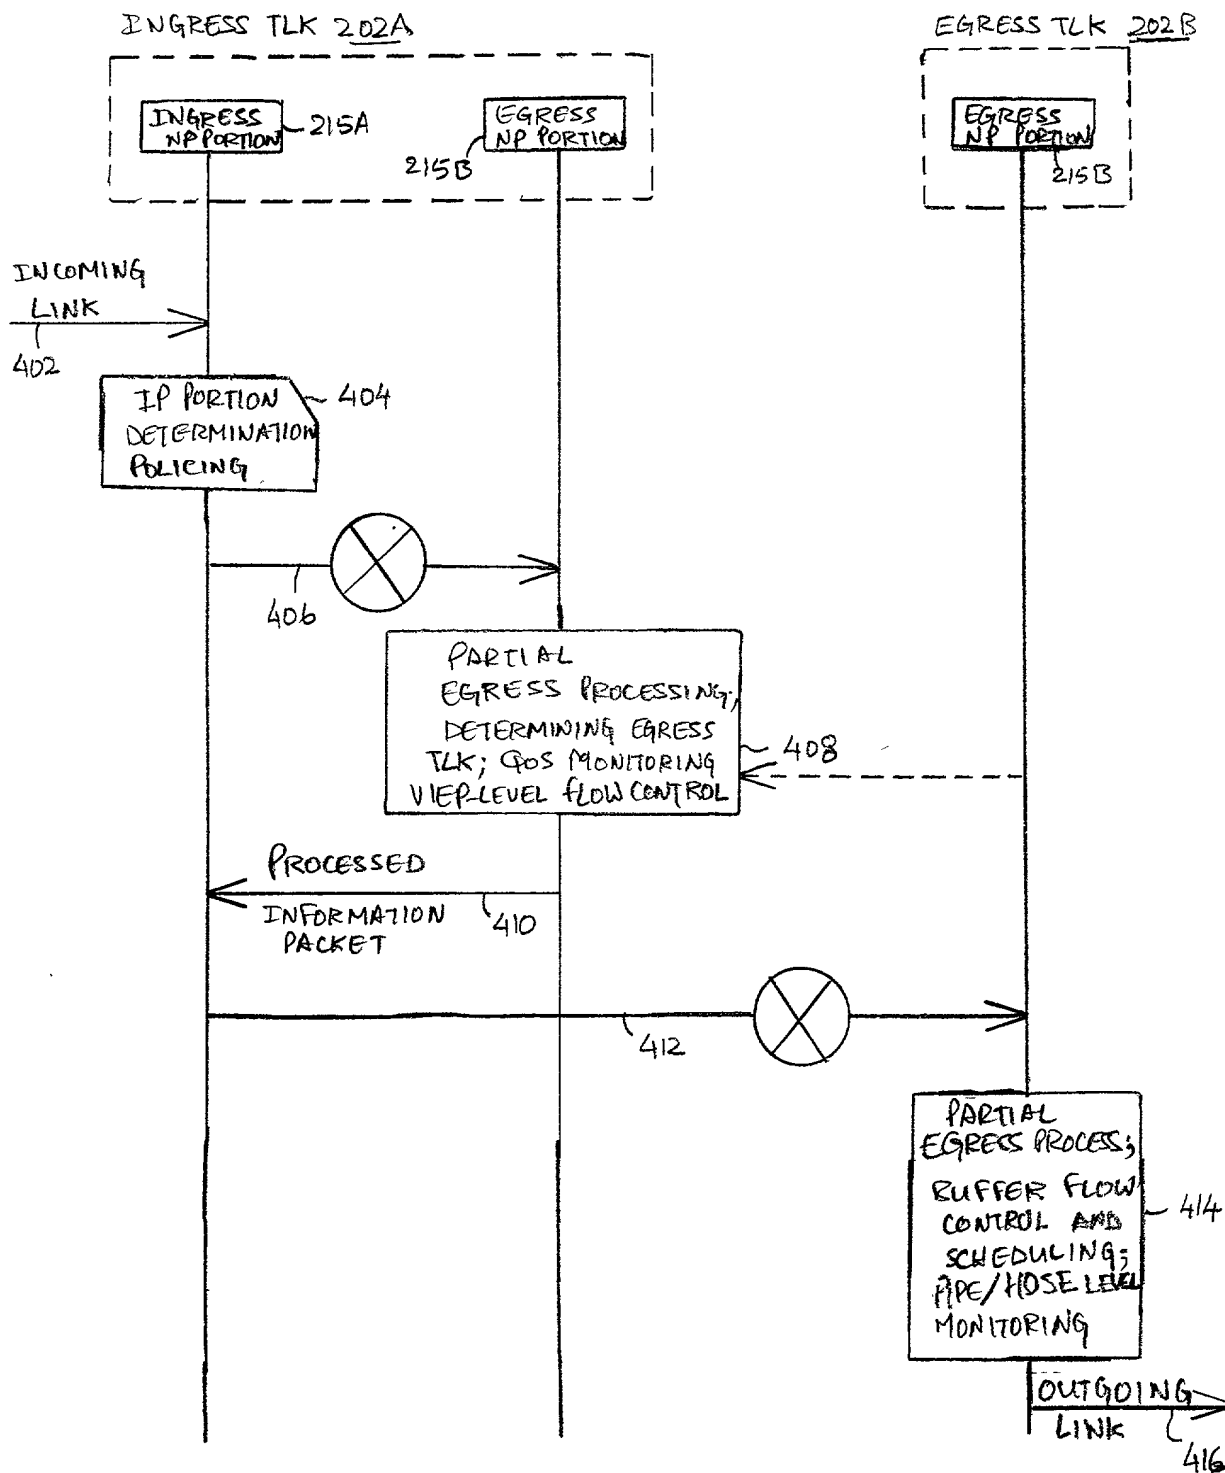 INGRESS TLK 202A
EGRESS TLK 202B
INGRESS
NP PORTION
215A
EGRESS
NP PORTION
215B
EGRESS
NP PORTION
215B
INCOMING
LINK
402
IP PORTION
DETERMINATION
POLICING
404
406
PARTIAL
EGRESS PROCESSING;
DETERMINING EGRESS
TLK; QOS MONITORING
VIEP-LEVEL FLOW CONTROL
408
PROCESSED
INFORMATION
PACKET
410
412
PARTIAL
EGRESS PROCESS;
BUFFER FLOW
CONTROL AND
SCHEDULING;
PIPE/HOSE LEVEL
MONITORING
414
OUTGOING
LINK
416